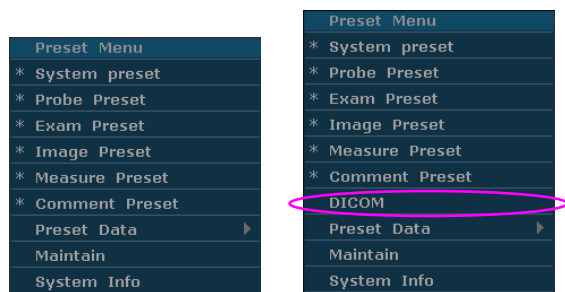 Preset Menu
* System preset
* Probe Preset
* Exam Preset
* Image Preset
* Measure Preset
* Comment Preset
Preset Data
Maintain
System Info
Preset Menu
* System preset
* Probe Preset
* Exam Preset
* Image Preset
* Measure Preset
* Comment Preset
DICOM
Preset Data
Maintain
System Info